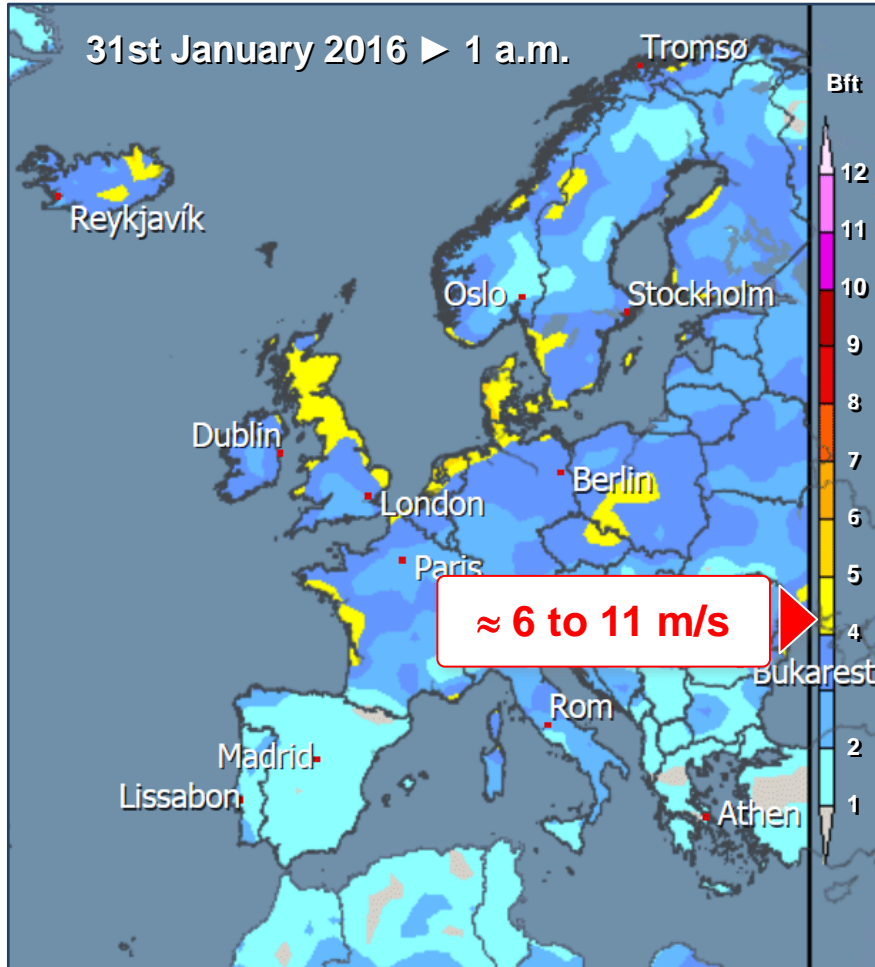 31st January 2016 ► 1 a.m.
Tromsø
Bft
12
Reykjavík
11
Oslo
Stockholm
10
9
8
Dublin
7
Berlin
London
6
Paris
5
≈ 6 to 11 m/s
4
Bukarest
Rom
2
Madrid
Lissabon
1
Athen